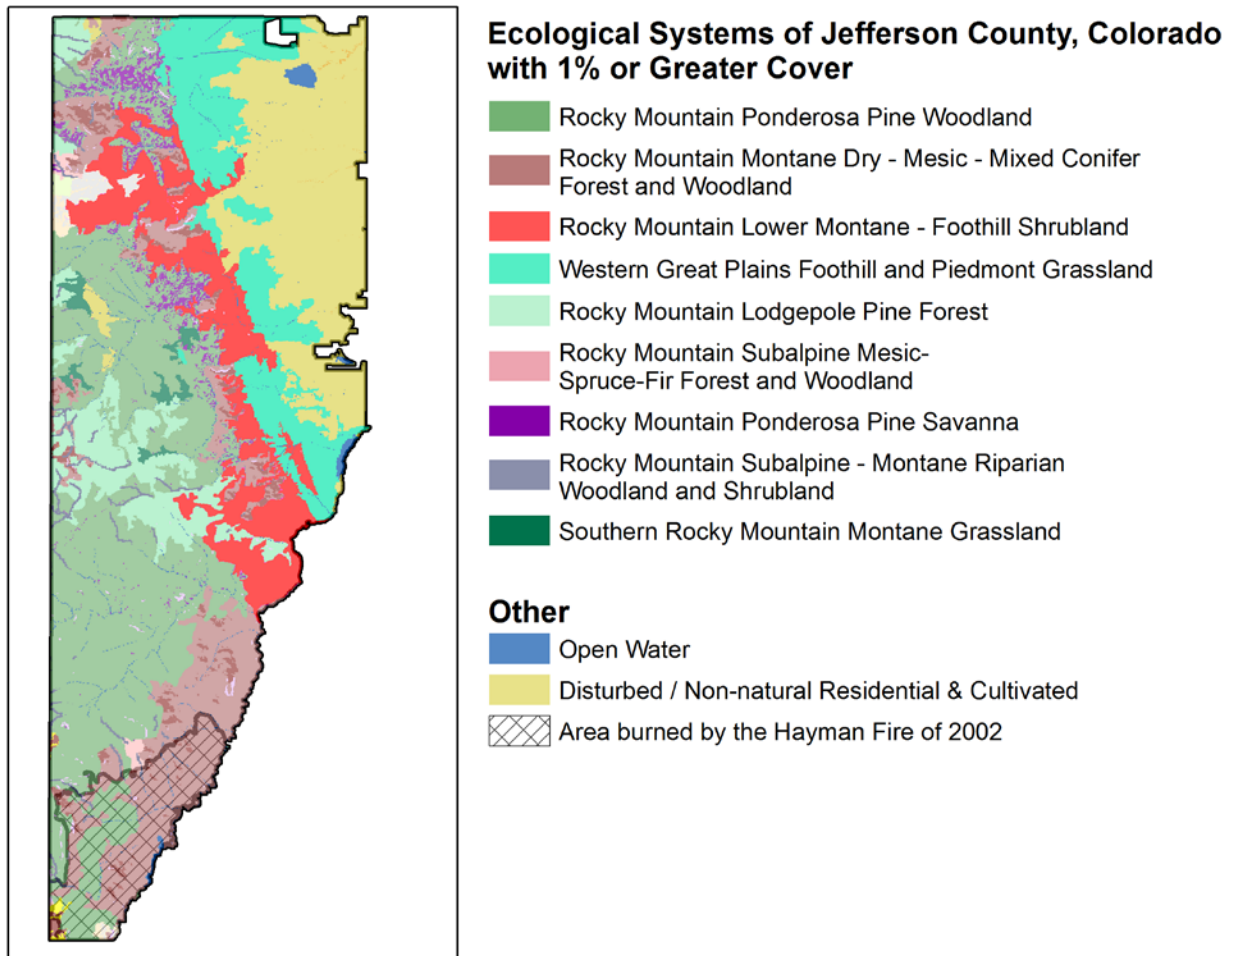 Ecological Systems of Jefferson County, Colorado
with 1% or Greater Cover
Rocky Mountain Ponderosa Pine Woodland
Rocky Mountain Montane Dry - Mesic - Mixed Conifer
Forest and Woodland
Rocky Mountain Lower Montane - Foothill Shrubland
Western Great Plains Foothill and Piedmont Grassland
Rocky Mountain Lodgepole Pine Forest
Rocky Mountain Subalpine Mesic-
Spruce-Fir Forest and Woodland
Rocky Mountain Ponderosa Pine Savanna
Rocky Mountain Subalpine - Montane Riparian
Woodland and Shrubland
Southern Rocky Mountain Montane Grassland
Other
Open Water
Disturbed / Non-natural Residential & Cultivated
Area burned by the Hayman Fire of 2002